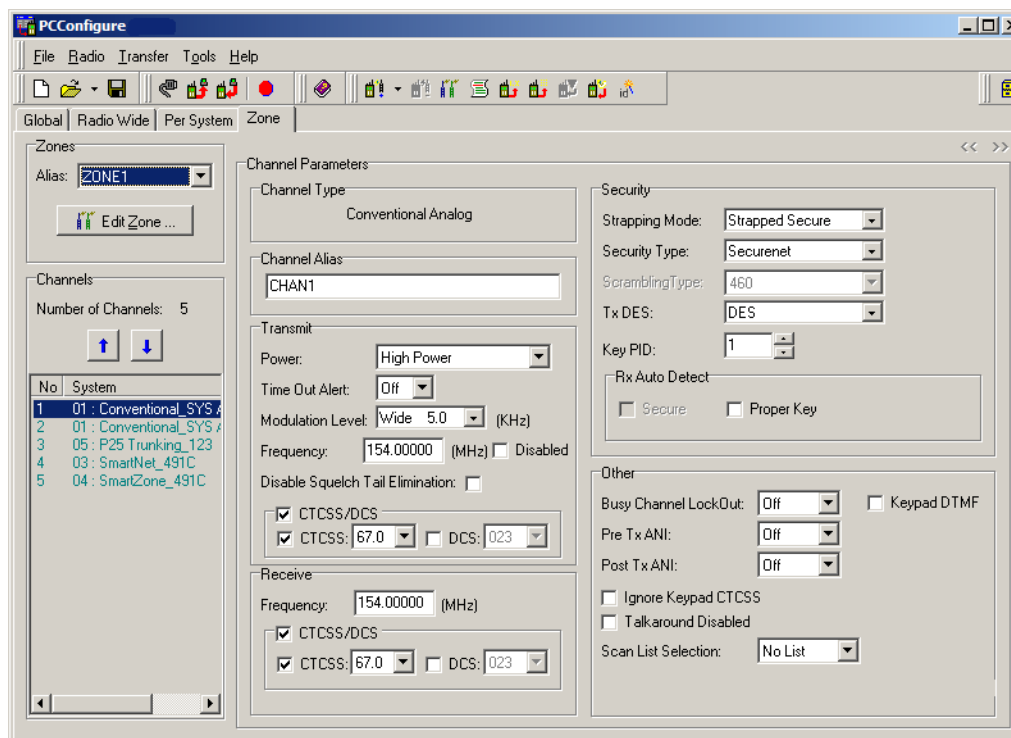 PCConfigure
File Radio Transfer Tools Help
id
Global Radio Wide Per System Zone
Zones
Alias: ZONE1
Edit Zone ...
Channels
Number of Channels: 5
No System
1 01 : Conventional_SYS A
2 01 : Conventional_SYS A
3 05 : P25 Trunking_123
4 03 : SmartNet_491C
5 04 : SmartZone_491C
<< >>
Channel Parameters
Channel Type
Conventional Analog
Channel Alias
CHAN1
Transmit
Power: High Power
Time Out Alert: Off
Modulation Level: Wide 5.0 (KHz)
Frequency: 154.00000 (MHz) Disabled
Disable Squelch Tail Elimination:
CTCSS/DCS
CTCSS: 67.0 DCS: 023
Receive
Frequency: 154.00000 (MHz)
CTCSS/DCS
CTCSS: 67.0 DCS: 023
Security
Strapping Mode: Strapped Secure
Security Type: Securenet
ScramblingType: 460
Tx DES: DES
Key PID: 1
Rx Auto Detect
Secure Proper Key
Other
Busy Channel LockOut: Off Keypad DTMF
Pre Tx ANI: Off
Post Tx ANI: Off
Ignore Keypad CTCSS
Talkaround Disabled
Scan List Selection: No List